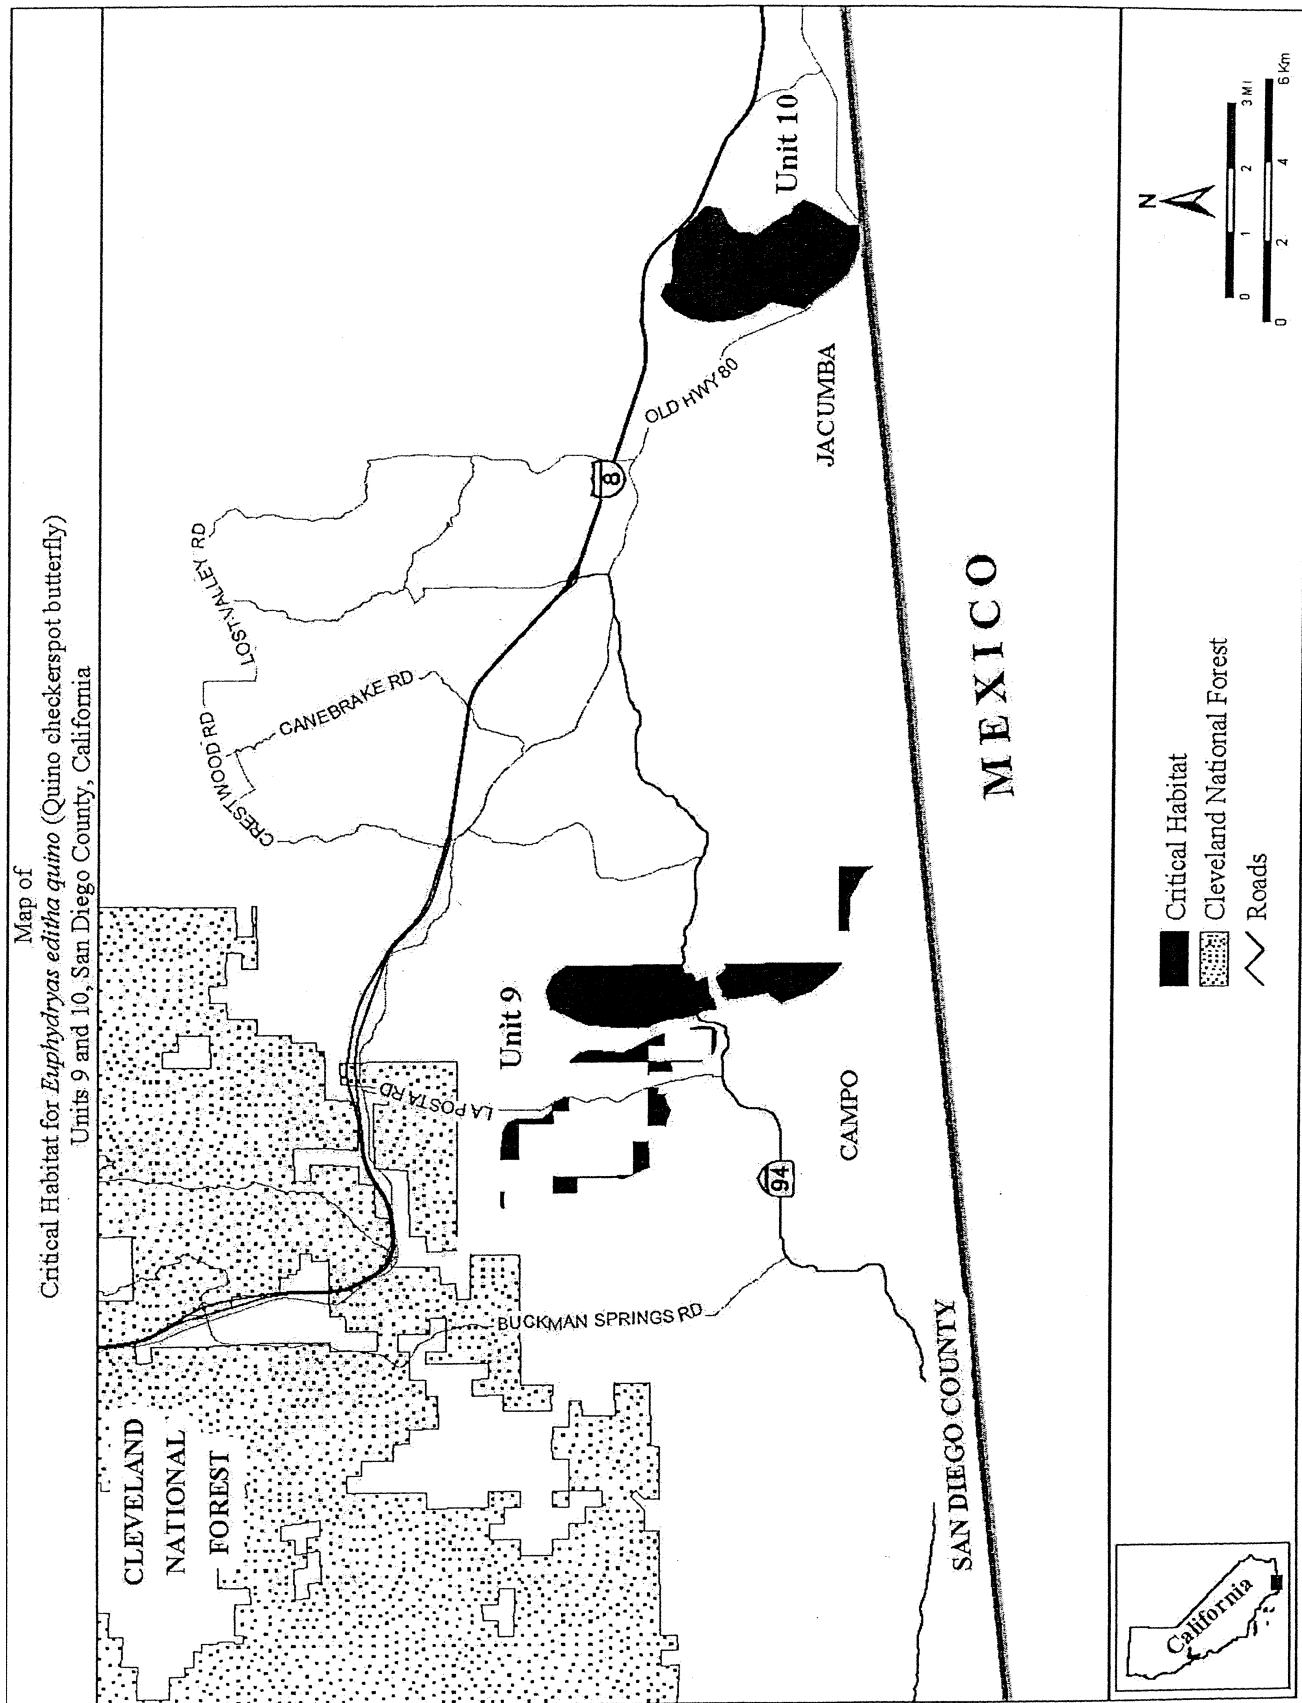 Map of
Critical Habitat for Euphydryas editha quino (Quino checkerspot butterfly)
Units 9 and 10, San Diego County, California
CLEVELAND
NATIONAL
FOREST
LOST VALLEY RD
CREST WOOD RD
CANEBRAKE RD
LA POSTA RD
BUCKMAN SPRINGS RD
Unit 9
8
OLD HWY 80
Unit 10
94
CAMPO
JACUMBA
SAN DIEGO COUNTY
MEXICO
California
Critical Habitat
Cleveland National Forest
Roads
N
0 1 2 3 MI
0 2 4 6 Km